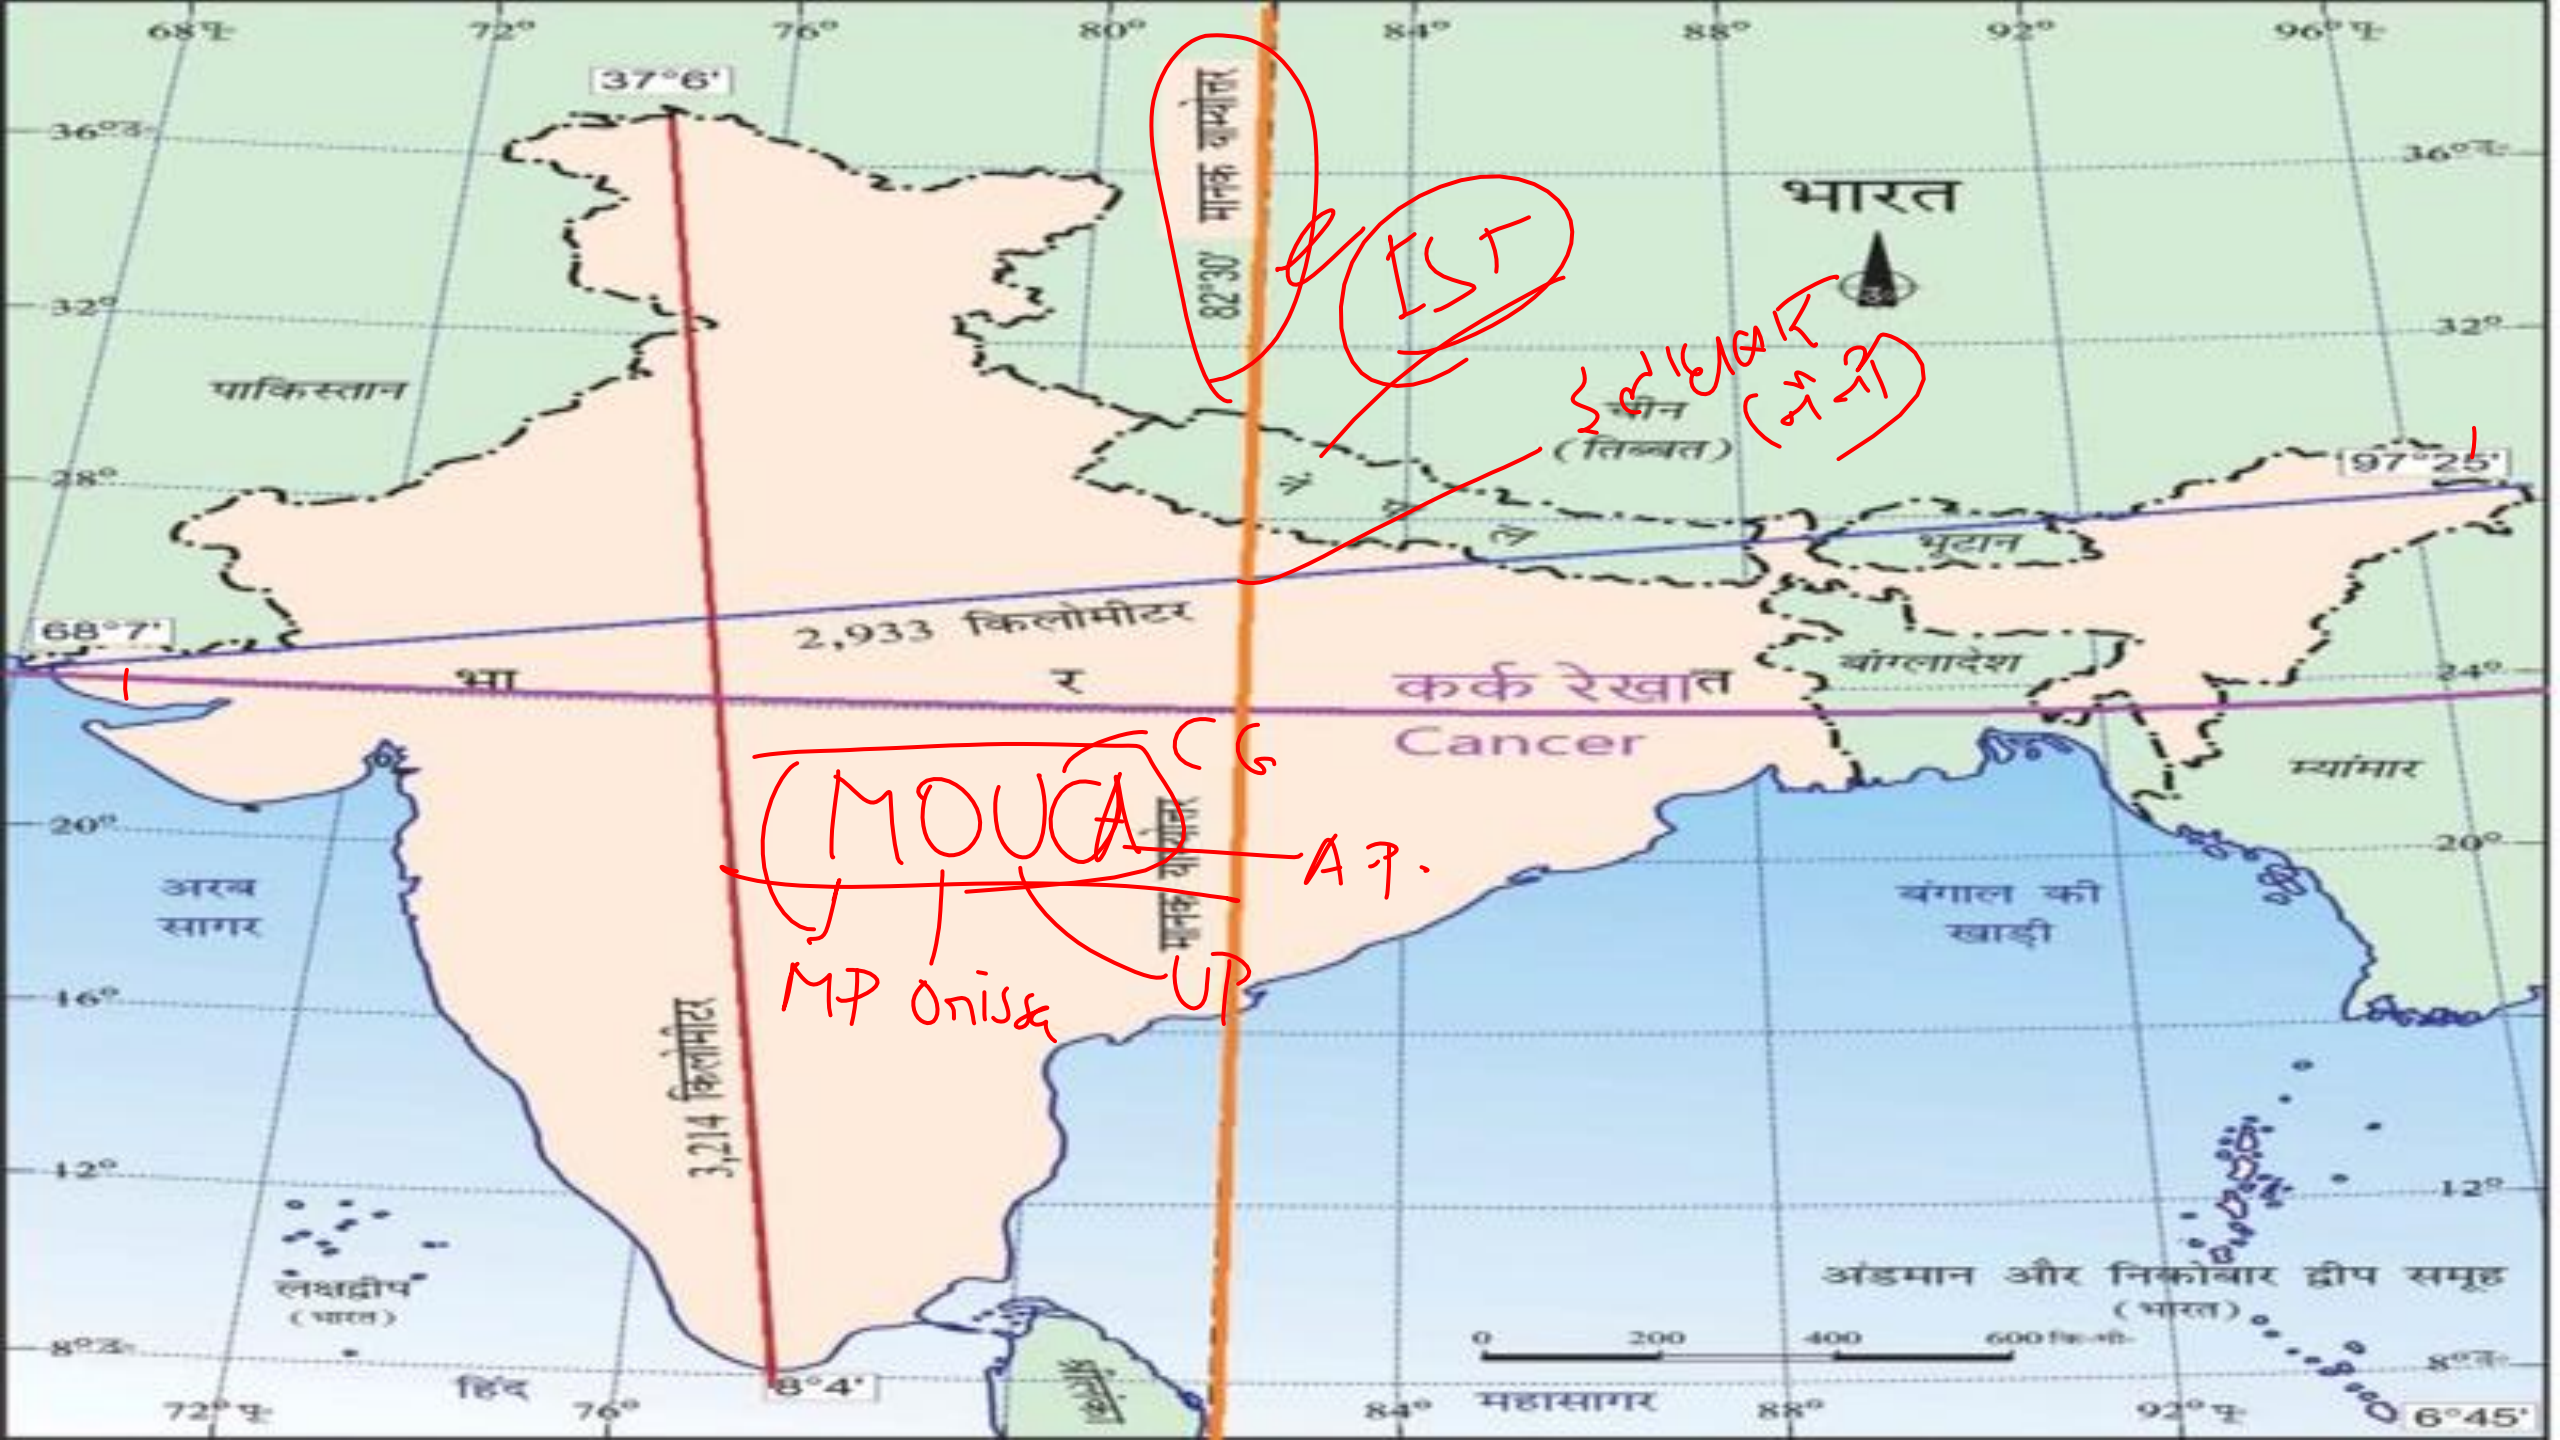 68°पू॰ 72° 76° 80° 84° 88° 92° 96°पू॰
37°6'
मानक याम्योत्तर
82°30'
36°उ॰
36°उ॰
भारत
IST
32°
32°
पाकिस्तान
चीन
(तिब्बत)
28°
97°25'
ने पा ल
भूटान
68°7'
2,933 किलोमीटर
भा र त
कर्क रेखा
Cancer
बांग्लादेश
24°
म्यांमार
CG
MOUCA
मानक याम्योत्तर
A.P.
20°
20°
अरब
सागर
बंगाल की
खाड़ी
MP Orissa UP
16°
3,214 किलोमीटर
12°
12°
लक्षद्वीप
(भारत)
अंडमान और निकोबार द्वीप समूह
(भारत)
0 200 400 600 कि॰मी॰
8°उ॰
8°उ॰
8°4'
हिंद
महासागर
श्रीलंका
72°पू॰ 76° 84° 88° 92°पू॰
6°45'